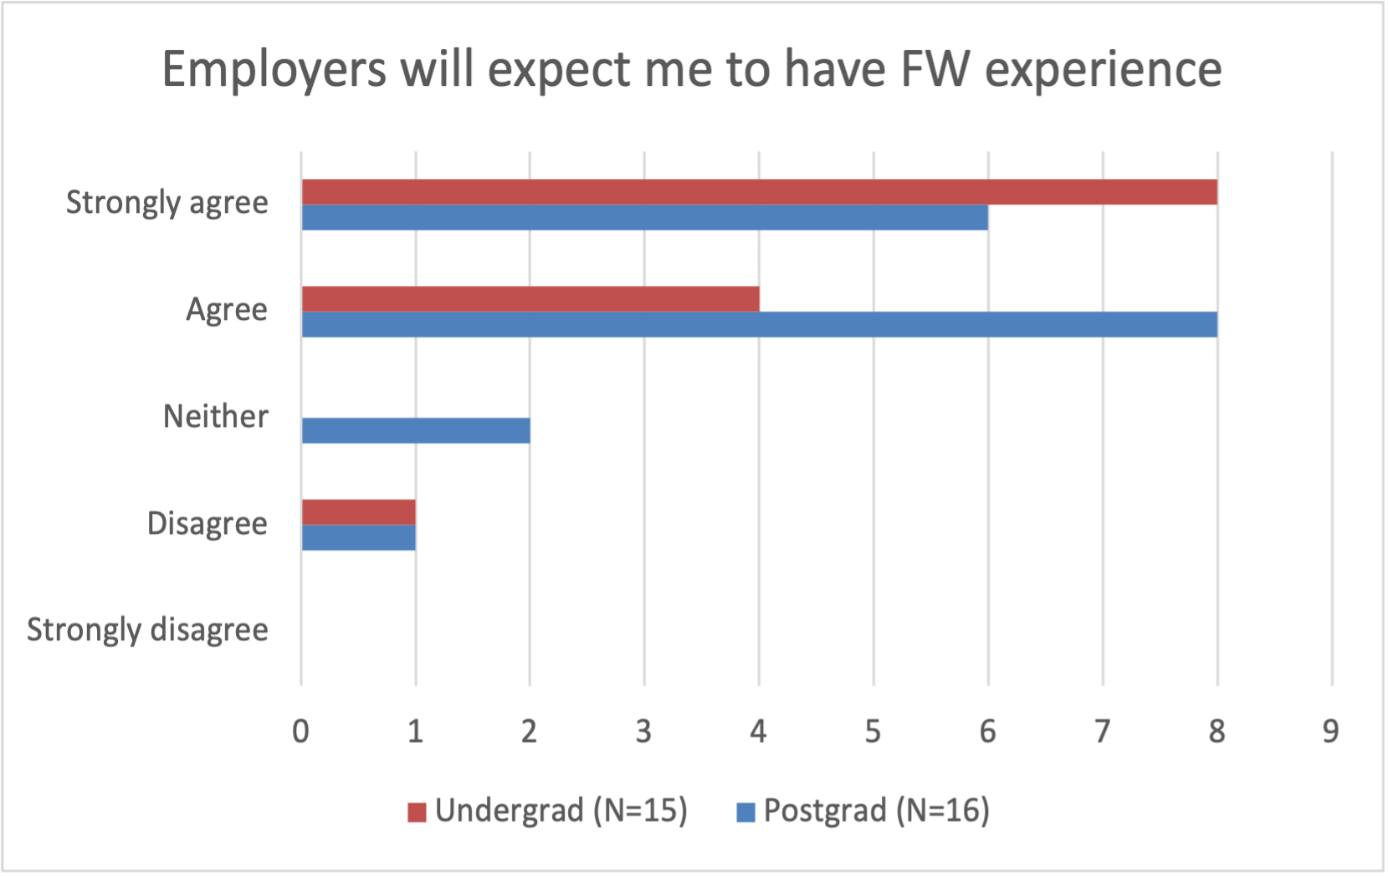 Employers will expect me to have FW experience
Strongly agree
Agree
Neither
Disagree
Strongly disagree
0 1 2 3 4 5 6 7 8 9
Undergrad (N=15) Postgrad (N=16)